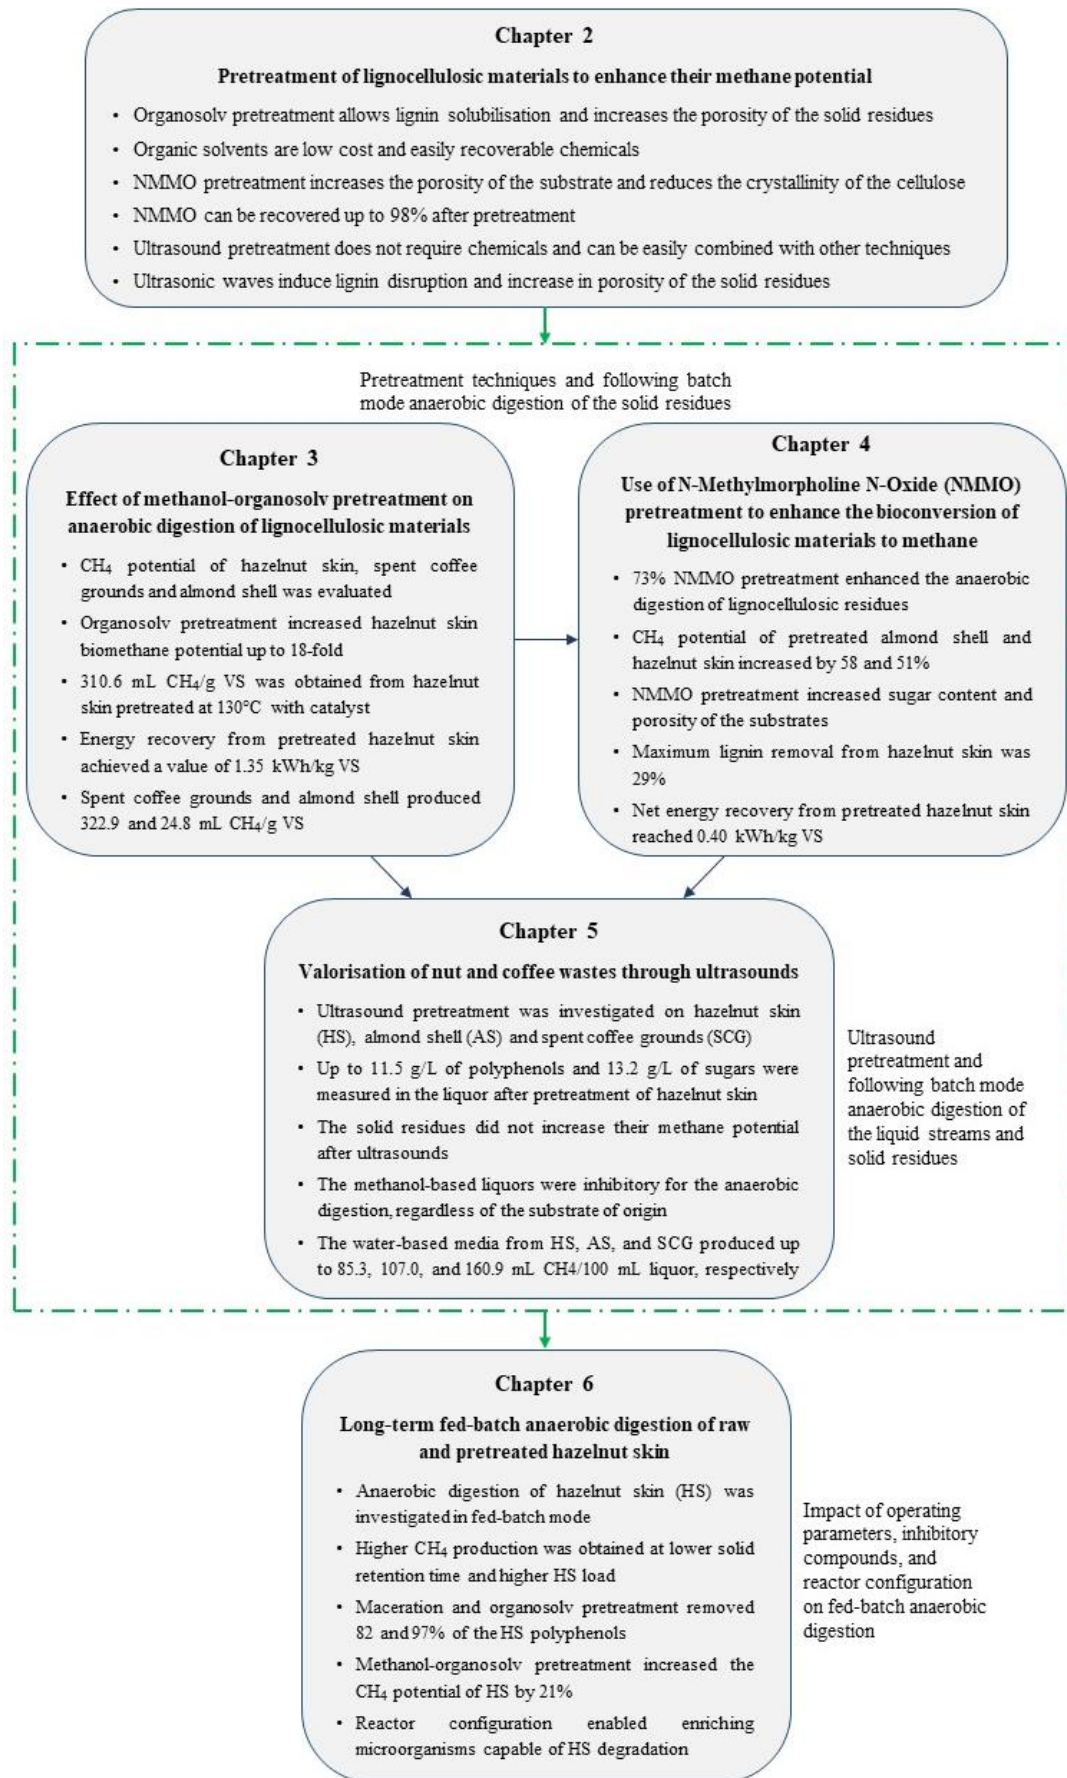 Chapter 2
Pretreatment of lignocellulosic materials to enhance their methane potential
• Organosolv pretreatment allows lignin solubilisation and increases the porosity of the solid residues
• Organic solvents are low cost and easily recoverable chemicals
• NMMO pretreatment increases the porosity of the substrate and reduces the crystallinity of the cellulose
• NMMO can be recovered up to 98% after pretreatment
• Ultrasound pretreatment does not require chemicals and can be easily combined with other techniques
• Ultrasonic waves induce lignin disruption and increase in porosity of the solid residues
Pretreatment techniques and following batch
mode anaerobic digestion of the solid residues
Chapter 3
Effect of methanol-organosolv pretreatment on
anaerobic digestion of lignocellulosic materials
• CH₄ potential of hazelnut skin, spent coffee
grounds and almond shell was evaluated
• Organosolv pretreatment increased hazelnut skin
biomethane potential up to 18-fold
• 310.6 mL CH₄/g VS was obtained from hazelnut
skin pretreated at 130°C with catalyst
• Energy recovery from pretreated hazelnut skin
achieved a value of 1.35 kWh/kg VS
• Spent coffee grounds and almond shell produced
322.9 and 24.8 mL CH₄/g VS
Chapter 4
Use of N-Methylmorpholine N-Oxide (NMMO)
pretreatment to enhance the bioconversion of
lignocellulosic materials to methane
• 73% NMMO pretreatment enhanced the anaerobic
digestion of lignocellulosic residues
• CH₄ potential of pretreated almond shell and
hazelnut skin increased by 58 and 51%
• NMMO pretreatment increased sugar content and
porosity of the substrates
• Maximum lignin removal from hazelnut skin was
29%
• Net energy recovery from pretreated hazelnut skin
reached 0.40 kWh/kg VS
Chapter 5
Valorisation of nut and coffee wastes through ultrasounds
• Ultrasound pretreatment was investigated on hazelnut skin
(HS), almond shell (AS) and spent coffee grounds (SCG)
• Up to 11.5 g/L of polyphenols and 13.2 g/L of sugars were
measured in the liquor after pretreatment of hazelnut skin
• The solid residues did not increase their methane potential
after ultrasounds
• The methanol-based liquors were inhibitory for the anaerobic
digestion, regardless of the substrate of origin
• The water-based media from HS, AS, and SCG produced up
to 85.3, 107.0, and 160.9 mL CH4/100 mL liquor, respectively
Ultrasound
pretreatment and
following batch mode
anaerobic digestion of
the liquid streams and
solid residues
Chapter 6
Long-term fed-batch anaerobic digestion of raw
and pretreated hazelnut skin
• Anaerobic digestion of hazelnut skin (HS) was
investigated in fed-batch mode
• Higher CH₄ production was obtained at lower solid
retention time and higher HS load
• Maceration and organosolv pretreatment removed
82 and 97% of the HS polyphenols
• Methanol-organosolv pretreatment increased the
CH₄ potential of HS by 21%
• Reactor configuration enabled enriching
microorganisms capable of HS degradation
Impact of operating
parameters, inhibitory
compounds, and
reactor configuration
on fed-batch anaerobic
digestion